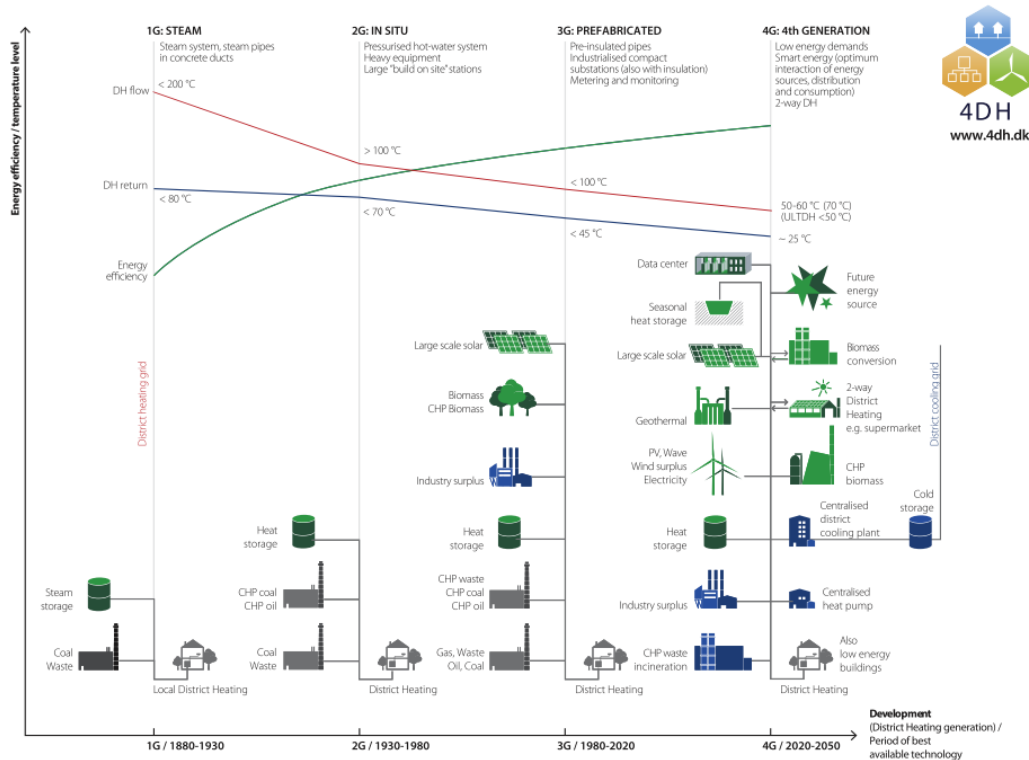 1G: STEAM
Steam system, steam pipes
in concrete ducts
2G: IN SITU
Pressurised hot-water system
Heavy equipment
Large "build on site" stations
3G: PREFABRICATED
Pre-insulated pipes
Industrialised compact
substations (also with insulation)
Metering and monitoring
4G: 4th GENERATION
Low energy demands
Smart energy (optimum
interaction of energy
sources, distribution
and consumption)
2-way DH
4DH
www.4dh.dk
Energy efficiency / temperature level
DH flow
< 200 °C
> 100 °C
< 100 °C
50-60 °C (70 °C)
(ULTDH <50 °C)
DH return
< 80 °C
< 70 °C
< 45 °C
~ 25 °C
Energy
efficiency
District heating grid
Steam
storage
Coal
Waste
Local District Heating
Heat
storage
CHP coal
CHP oil
Coal
Waste
District Heating
Large scale solar
Biomass
CHP Biomass
Industry surplus
Heat
storage
CHP waste
CHP coal
CHP oil
Gas, Waste
Oil, Coal
District Heating
Data center
Seasonal
heat storage
Large scale solar
Geothermal
PV, Wave
Wind surplus
Electricity
Heat
storage
Industry surplus
CHP waste
incineration
District Heating
Future
energy
source
Biomass
conversion
2-way
District
Heating
e.g. supermarket
CHP
biomass
Centralised
district
cooling plant
Cold
storage
Centralised
heat pump
Also
low energy
buildings
District cooling grid
1G / 1880-1930
2G / 1930-1980
3G / 1980-2020
4G / 2020-2050
Development
(District Heating generation) /
Period of best
available technology